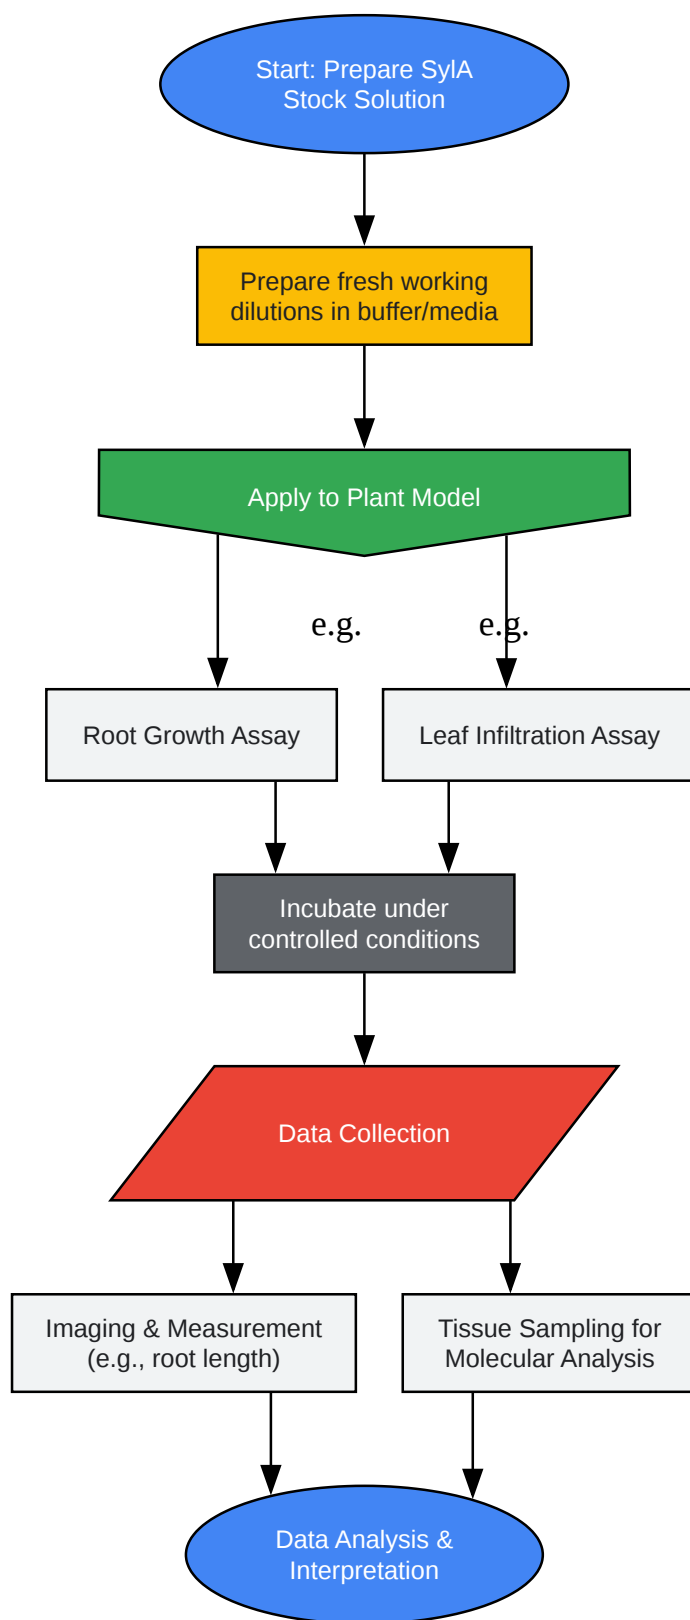 Start: Prepare SylA
Stock Solution
Prepare fresh working
dilutions in buffer/media
Apply to Plant Model
e.g.
e.g.
Root Growth Assay
Leaf Infiltration Assay
Incubate under
controlled conditions
Data Collection
Imaging & Measurement
(e.g., root length)
Tissue Sampling for
Molecular Analysis
Data Analysis &
Interpretation